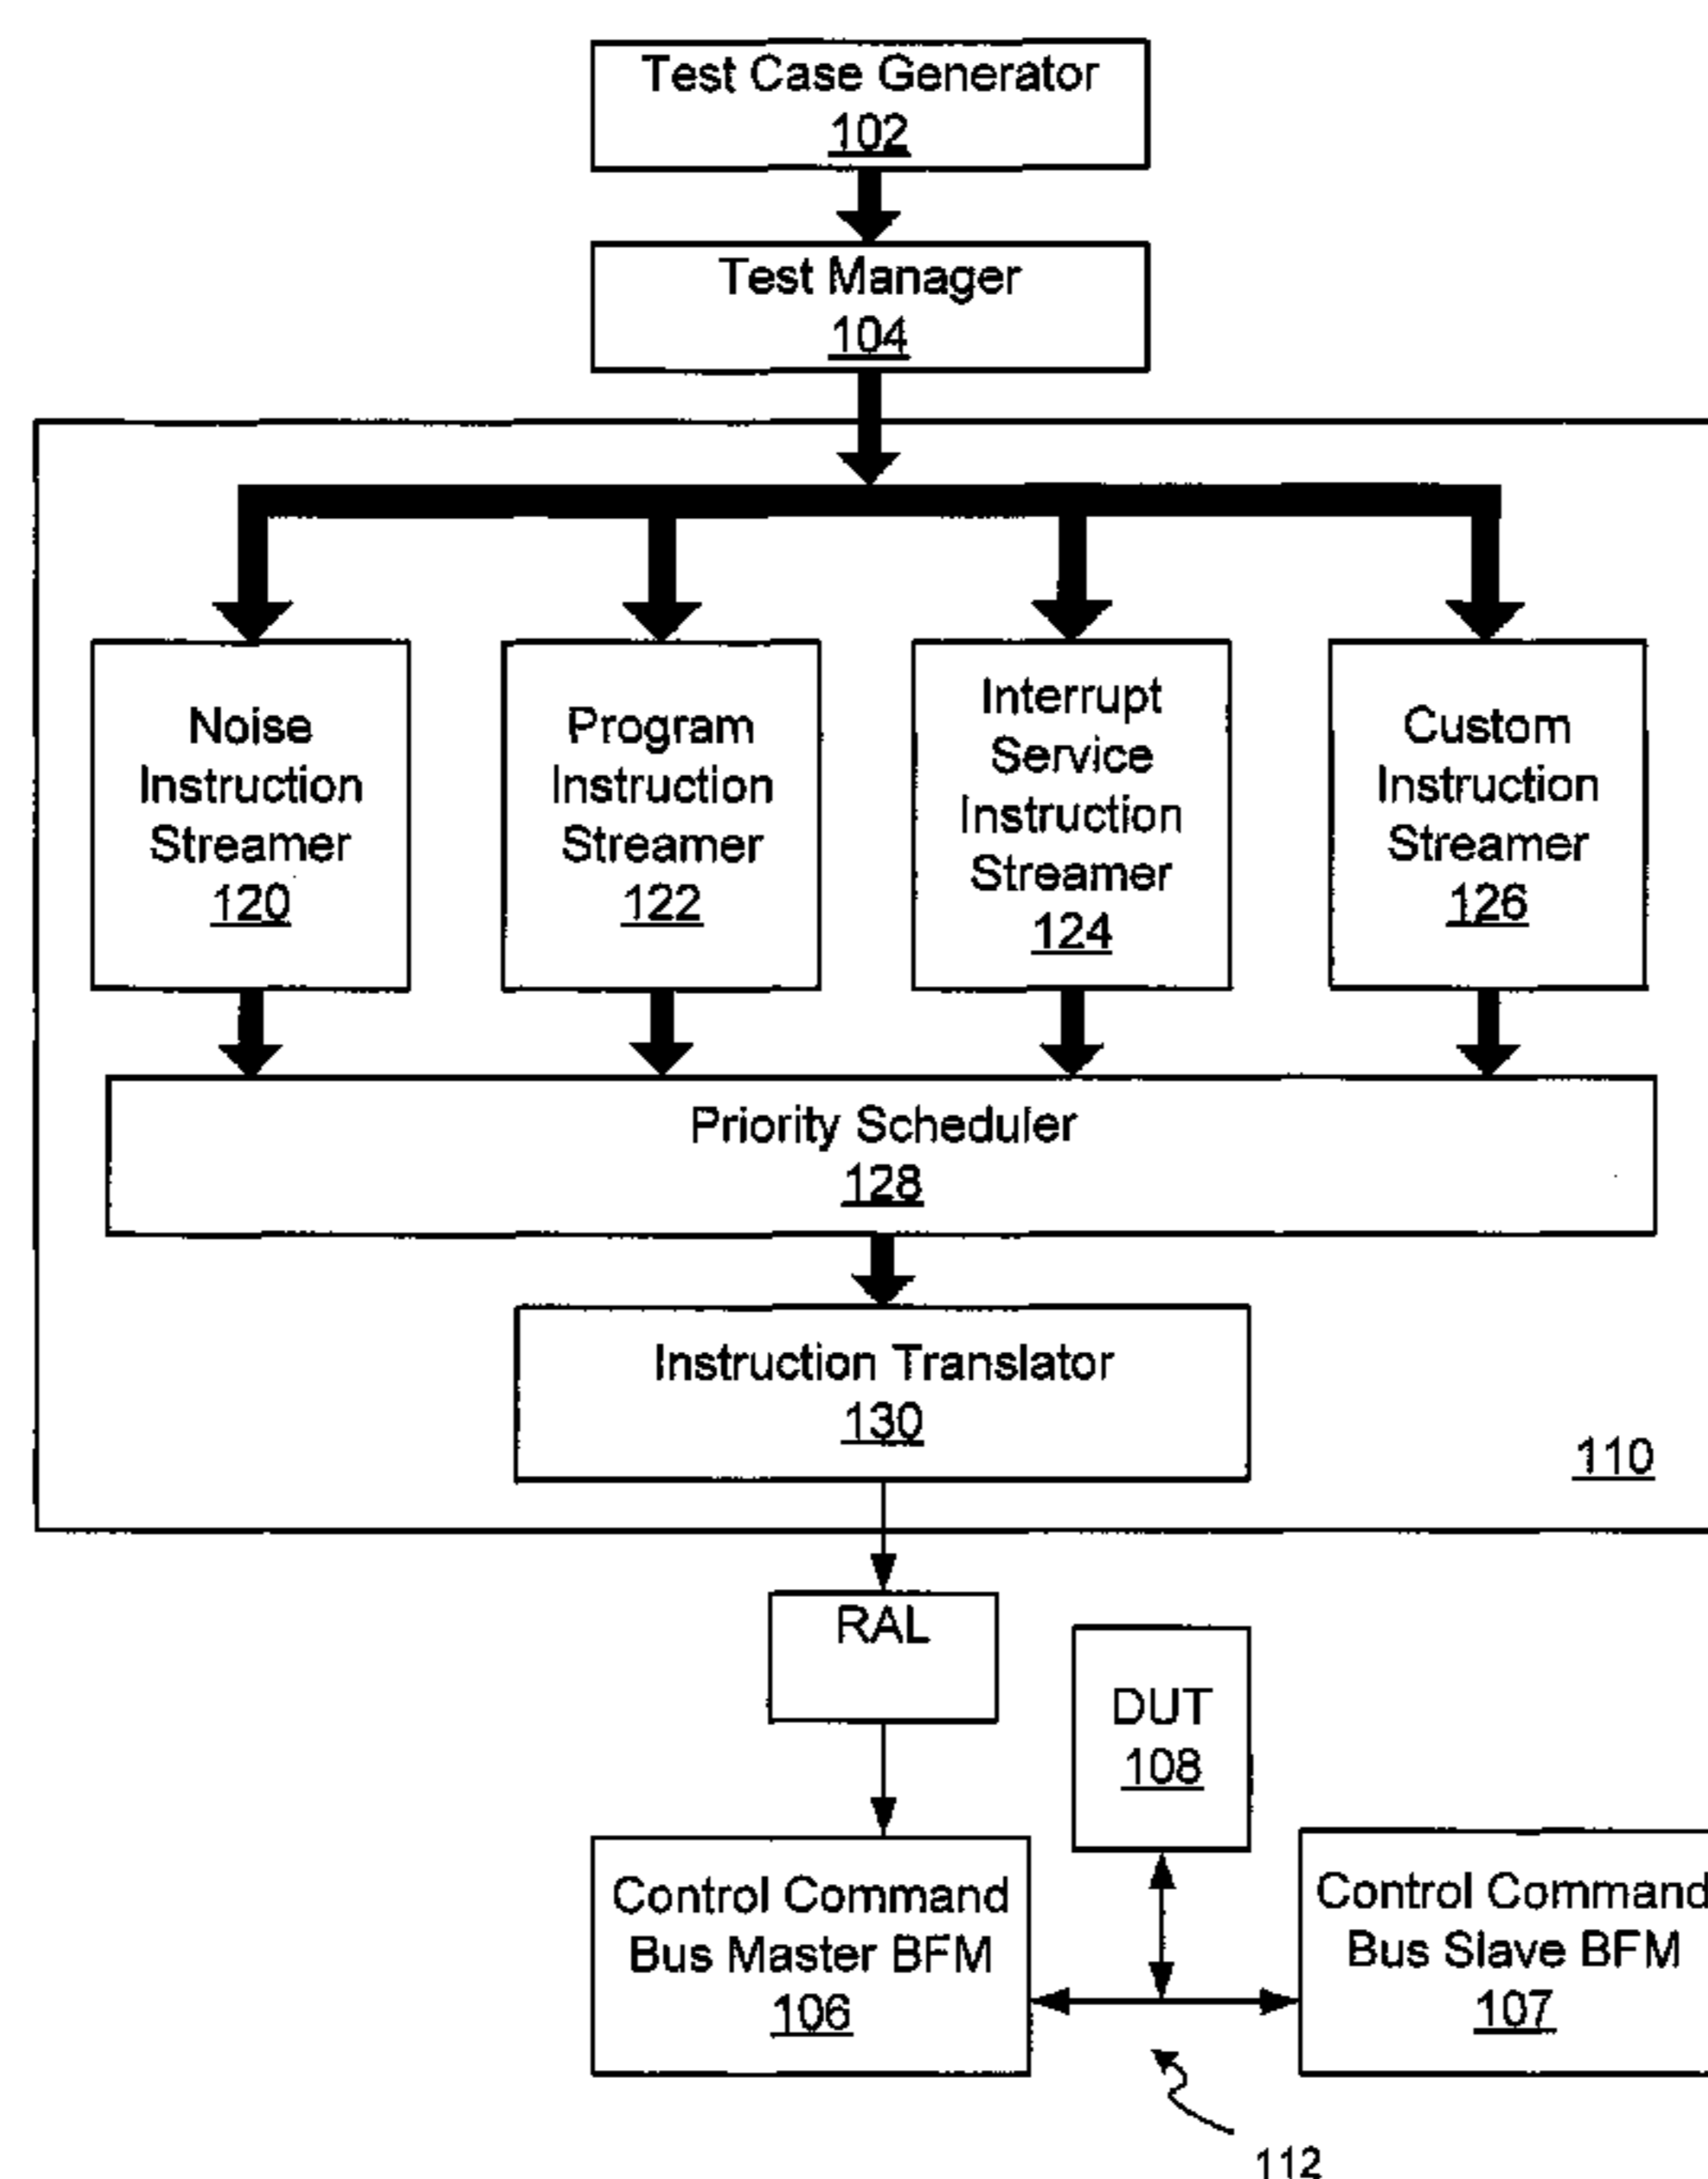 Test Case Generator
102
Test Manager
104
Noise
Instruction
Streamer
120
Program
Instruction
Streamer
122
Interrupt
Service
Instruction
Streamer
124
Custom
Instruction
Streamer
126
Priority Scheduler
128
Instruction Translator
130
110
RAL
DUT
108
Control Command
Bus Master BFM
106
Control Command
Bus Slave BFM
107
112